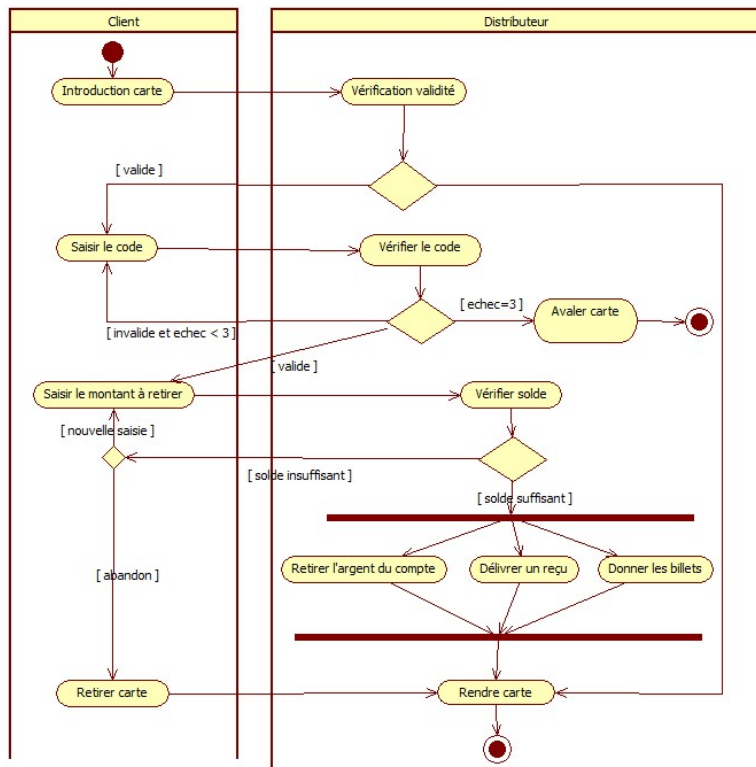 Client
Distributeur
Introduction carte
Vérification validité
[ valide ]
Saisir le code
Vérifier le code
[ echec=3 ]
Avaler carte
[ invalide et echec < 3 ]
[ valide ]
Saisir le montant à retirer
Vérifier solde
[ nouvelle saisie ]
[ solde insuffisant ]
[ solde suffisant ]
Retirer l'argent du compte
Délivrer un reçu
Donner les billets
[ abandon ]
Retirer carte
Rendre carte